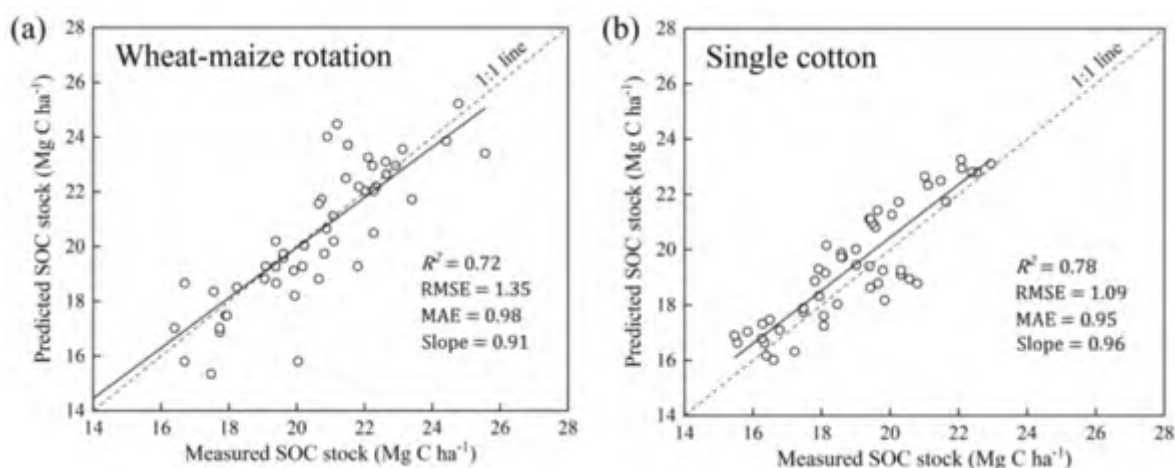 (a)
Wheat-maize rotation
1:1 line
Predicted SOC stock (Mg C ha⁻¹)
28
26
24
22
20
18
16
14
R² = 0.72
RMSE = 1.35
MAE = 0.98
Slope = 0.91
14 16 18 20 22 24 26 28
Measured SOC stock (Mg C ha⁻¹)
(b)
Single cotton
1:1 line
Predicted SOC stock (Mg C ha⁻¹)
28
26
24
22
20
18
16
14
R² = 0.78
RMSE = 1.09
MAE = 0.95
Slope = 0.96
14 16 18 20 22 24 26 28
Measured SOC stock (Mg C ha⁻¹)